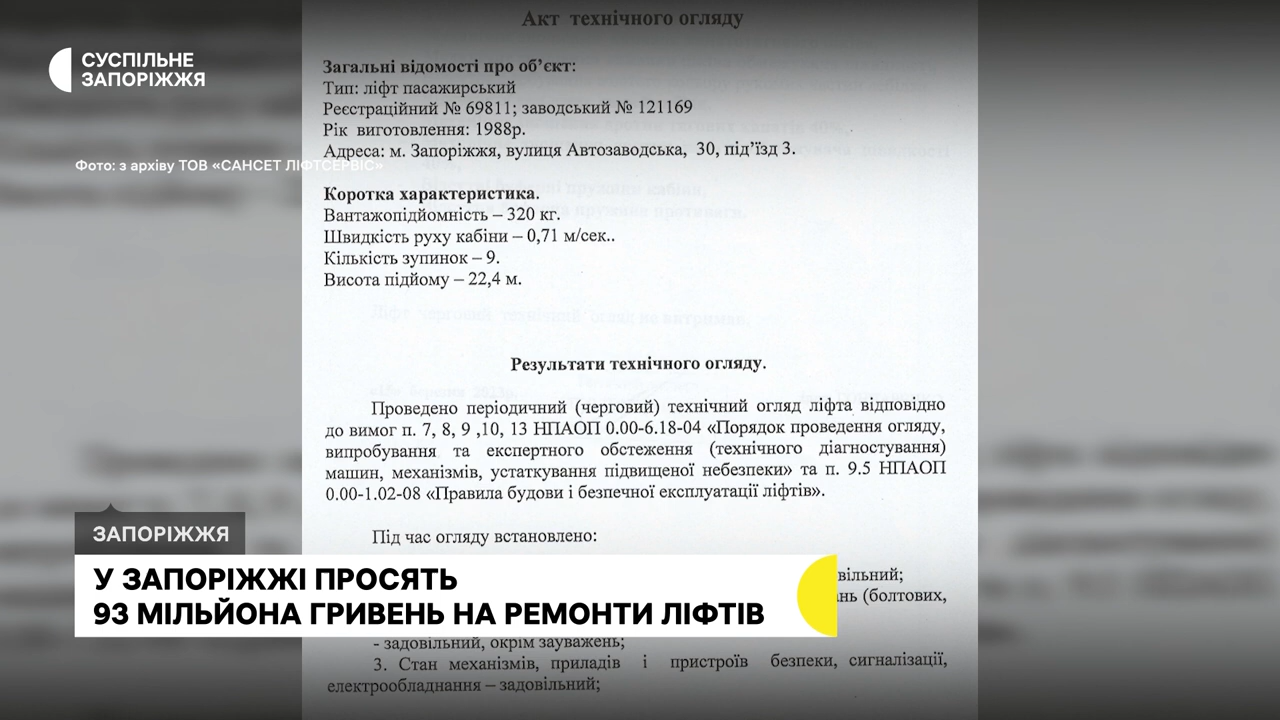 СУСПІЛЬНЕ
ЗАПОРІЖЖЯ
Фото: з архіву ТОВ «САНСЕТ ЛІФТСЕРВІС»
Акт технічного огляду
Загальні відомості про об’єкт:
Тип: ліфт пасажирський
Реєстраційний № 69811; заводський № 121169
Рік виготовлення: 1988р.
Адреса: м. Запоріжжя, вулиця Автозаводська, 30, під’їзд 3.
Коротка характеристика.
Вантажопідйомність – 320 кг.
Швидкість руху кабіни – 0,71 м/сек..
Кількість зупинок – 9.
Висота підйому – 22,4 м.
Результати технічного огляду.
Проведено періодичний (черговий) технічний огляд ліфта відповідно
до вимог п. 7, 8, 9 ,10, 13 НПАОП 0.00-6.18-04 «Порядок проведення огляду,
випробування та експертного обстеження (технічного діагностування)
машин, механізмів, устаткування підвищеної небезпеки» та п. 9.5 НПАОП
0.00-1.02-08 «Правила будови і безпечної експлуатації ліфтів».
Під час огляду встановлено:
(болтових,
- задовільний, окрім зауважень;
3. Стан механізмів, приладів і пристроїв безпеки, сигналізації,
електрообладнання – задовільний;
ЗАПОРІЖЖЯ
У ЗАПОРІЖЖІ ПРОСЯТЬ
93 МІЛЬЙОНА ГРИВЕНЬ НА РЕМОНТИ ЛІФТІВ